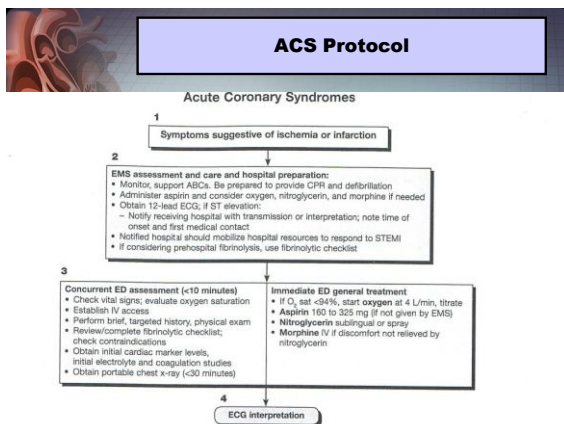 ACS Protocol
Acute Coronary Syndromes
1
Symptoms suggestive of ischemia or infarction
2
EMS assessment and care and hospital preparation:
• Monitor, support ABCs. Be prepared to provide CPR and defibrillation
• Administer aspirin and consider oxygen, nitroglycerin, and morphine if needed
• Obtain 12-lead ECG; if ST elevation:
– Notify receiving hospital with transmission or interpretation; note time of
onset and first medical contact
• Notified hospital should mobilize hospital resources to respond to STEMI
• If considering prehospital fibrinolysis, use fibrinolytic checklist
3
Concurrent ED assessment (<10 minutes)
• Check vital signs; evaluate oxygen saturation
• Establish IV access
• Perform brief, targeted history, physical exam
• Review/complete fibrinolytic checklist;
check contraindications
• Obtain initial cardiac marker levels,
initial electrolyte and coagulation studies
• Obtain portable chest x-ray (<30 minutes)
Immediate ED general treatment
• If O2 sat <94%, start oxygen at 4 L/min, titrate
• Aspirin 160 to 325 mg (if not given by EMS)
• Nitroglycerin sublingual or spray
• Morphine IV if discomfort not relieved by
nitroglycerin
4
ECG interpretation